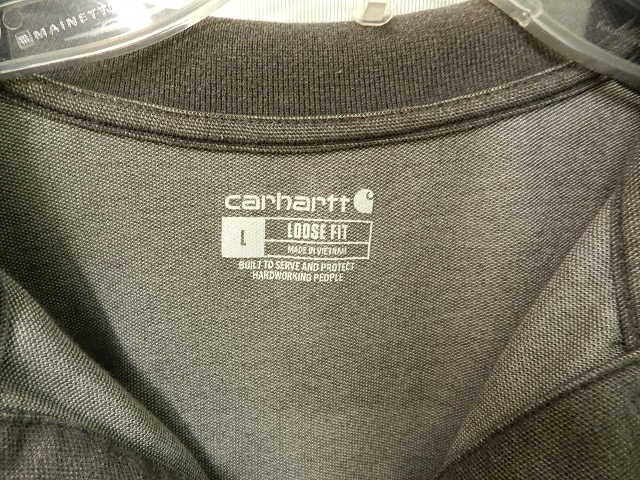 MAINETTI
carhartt
L
LOOSE FIT
MADE IN VIETNAM
BUILT TO SERVE AND PROTECT
HARDWORKING PEOPLE